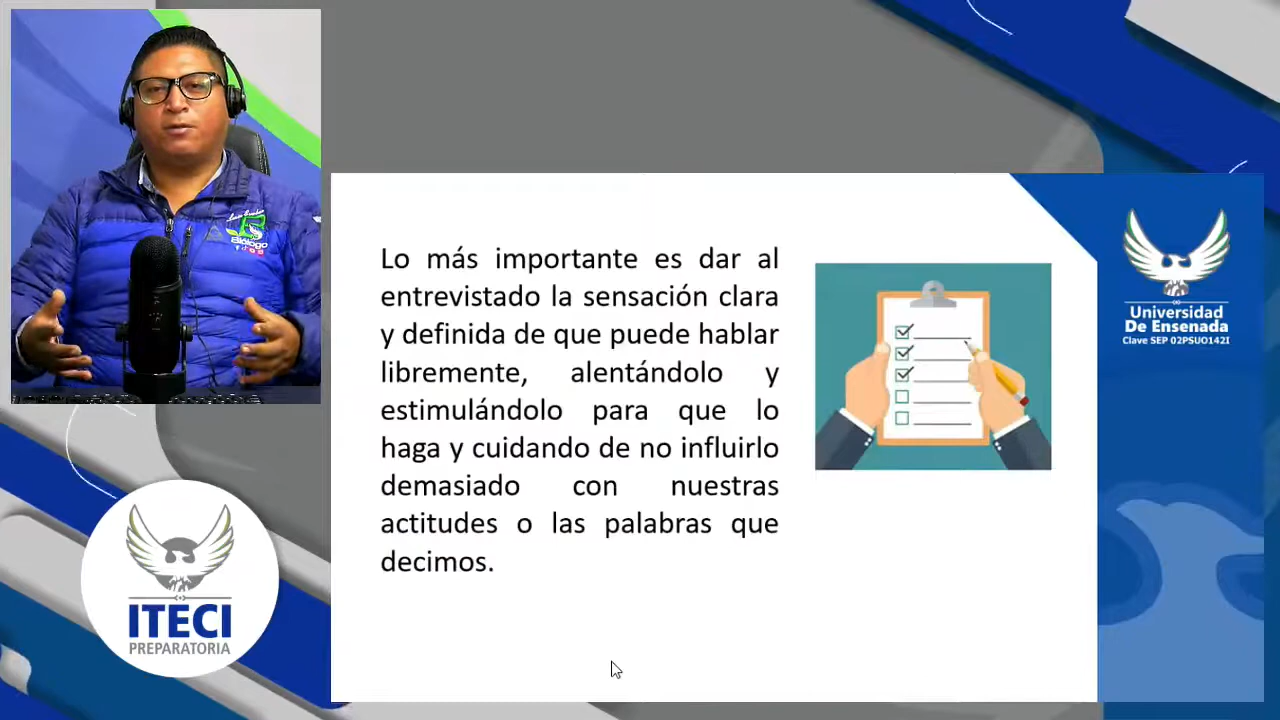 Lo más importante es dar al
entrevistado la sensación clara
y definida de que puede hablar
libremente, alentándolo y
estimulándolo para que lo
haga y cuidando de no influirlo
demasiado con nuestras
actitudes o las palabras que
decimos.
Universidad
De Ensenada
Clave SEP 02PSU0142I
ITECI
PREPARATORIA
Biólogo